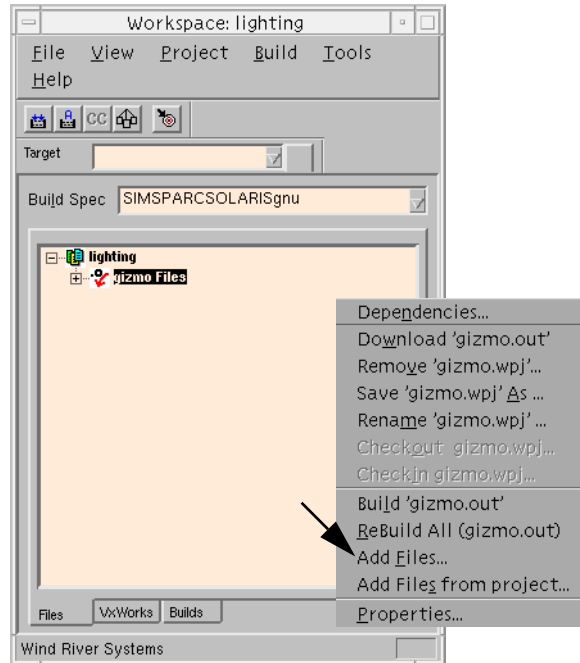 Workspace: lighting
File View Project Build Tools
Help
CC
Target
Build Spec SIMSPARCSOLARISgnu
lighting
gizmo Files
Dependencies...
Download 'gizmo.out'
Remove 'gizmo.wpj'...
Save 'gizmo.wpj' As ...
Rename 'gizmo.wpj' ...
Checkout gizmo.wpj...
Checkin gizmo.wpj...
Build 'gizmo.out'
ReBuild All (gizmo.out)
Add Files...
Add Files from project...
Properties...
Files VxWorks Builds
Wind River Systems